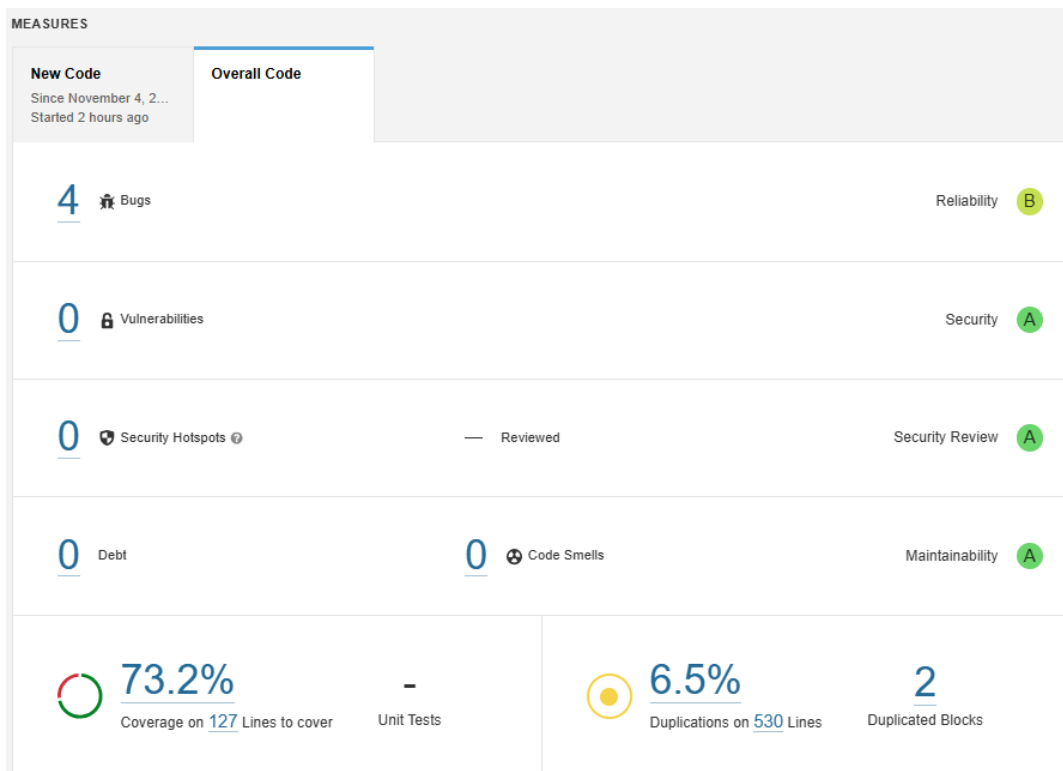 MEASURES
New Code
Since November 4, 2...
Started 2 hours ago
Overall Code
4 Bugs
Reliability B
0 Vulnerabilities
Security A
0 Security Hotspots ?
— Reviewed
Security Review A
0 Debt
0 Code Smells
Maintainability A
73.2%
Coverage on 127 Lines to cover
-
Unit Tests
6.5%
Duplications on 530 Lines
2
Duplicated Blocks